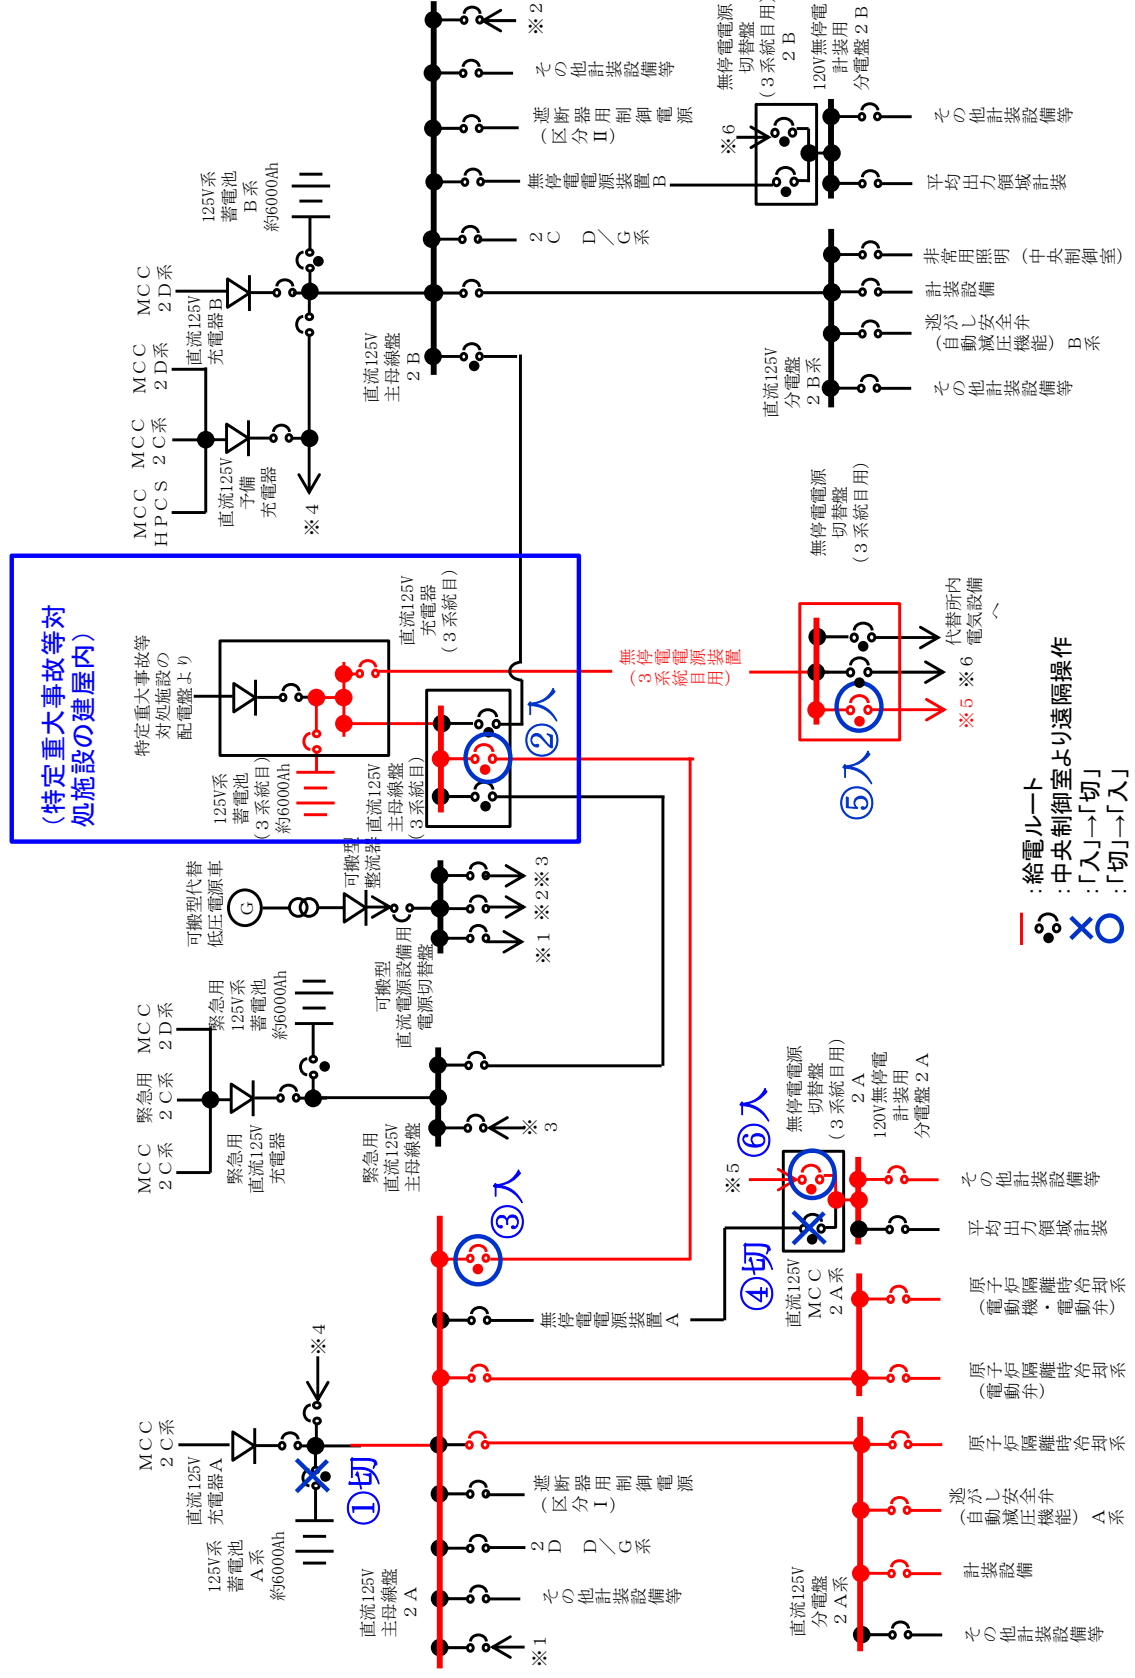 MCC
2C系
直流125V
充電器A
125V系
蓄電池
A系
約6000Ah
※4
①切
直流125V
主母線盤
2A
※1
その他計装設備等
2D D/G系
遮断器用制御電源
(区分Ⅰ)
無停電電源装置A
③入
直流125V
分電盤
2A系
その他計装設備等
計装設備
逃がし安全弁
(自動減圧機能) A系
原子炉隔離時冷却系
直流125V
MCC
2A系
原子炉隔離時冷却系
(電動弁)
原子炉隔離時冷却系
(電動機・電動弁)
④切
※5
⑥入
無停電電源
切替盤
(3系統目用)
2A
120V無停電
計装用
分電盤2A
平均出力領域計装
その他計装設備等
MCC
2C系
緊急用
2C系
MCC
2D系
緊急用
直流125V
充電器
緊急用
125V系
蓄電池
約6000Ah
緊急用
直流125V
主母線盤
※3
可搬型代替
低圧電源車
G
可搬型
整流器
可搬型
直流電源設備用
電源切替盤
※1
※2
※3
(特定重大事故等対
処施設の建屋内)
特定重大事故等
対処施設の
配電盤より
125V系
蓄電池
(3系統目)
約6000Ah
直流125V
充電器
(3系統目)
直流125V
主母線盤
(3系統目)
②入
無停電電源装置
(3系統目用)
⑤入
無停電電源
切替盤
(3系統目用)
※5
※6
代替所内
電気設備
へ
MCC
HPCS
MCC
2C系
MCC
2D系
直流125V
予備
充電器
※4
MCC
2D系
直流125V
充電器B
125V系
蓄電池
B系
約6000Ah
直流125V
主母線盤
2B
2C D/G系
無停電電源装置B
遮断器用制御電源
(区分Ⅱ)
その他計装設備等
※2
直流125V
分電盤
2B系
その他計装設備等
逃がし安全弁
(自動減圧機能) B系
計装設備
非常用照明 (中央制御室)
※6
無停電電源
切替盤
(3系統目用)
2B
120V無停電
計装用
分電盤2B
平均出力領域計装
その他計装設備等
:給電ルート
:中央制御室より遠隔操作
:「入」→「切」
:「切」→「入」